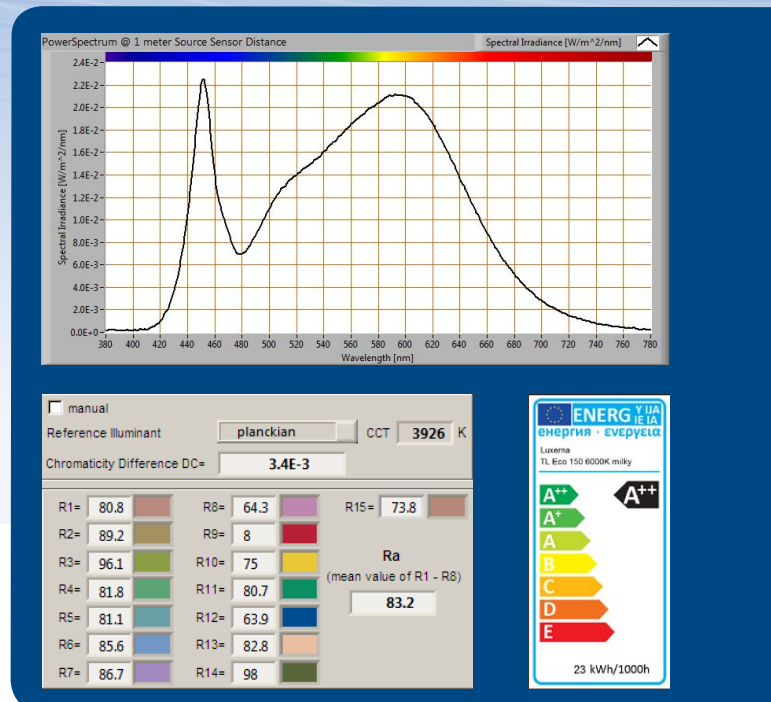 PowerSpectrum @ 1 meter Source Sensor Distance
Spectral Irradiance [W/m^2/nm]
2.4E-2
2.2E-2
2.0E-2
1.8E-2
1.6E-2
1.4E-2
1.2E-2
1.0E-2
8.0E-3
6.0E-3
4.0E-3
2.0E-3
0.0E+0
Spectral Irradiance [W/m^2/nm]
380 400 420 440 460 480 500 520 540 560 580 600 620 640 660 680 700 720 740 760 780
Wavelength [nm]
manual
Reference Illuminant planckian CCT 3926 K
Chromaticity Difference DC= 3.4E-3
R1= 80.8 R8= 64.3 R15= 73.8
R2= 89.2 R9= 8
R3= 96.1 R10= 75 Ra
R4= 81.8 R11= 80.7 (mean value of R1 - R8)
R5= 81.1 R12= 63.9 83.2
R6= 85.6 R13= 82.8
R7= 86.7 R14= 98
ENERG Y IJA
IE IA
енергия · ενεργεια
Luxerna
TL Eco 150 6000K milky
A++ A++
A+
A
B
C
D
E
23 kWh/1000h